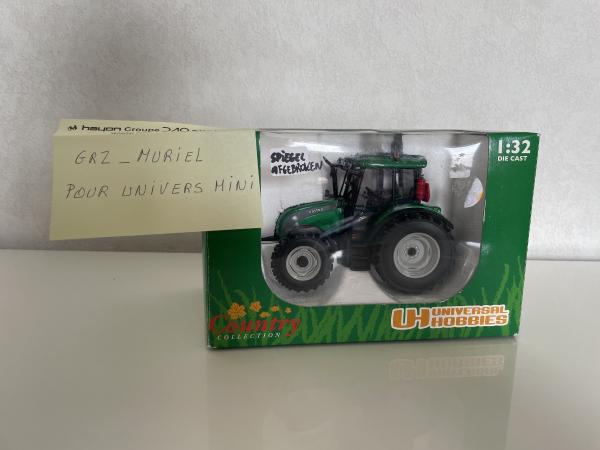 hayon Groupe
GRZ_MURIEL
POUR UNIVERS MINI
SPIEGEL
AFGEBROKEN
1:32
DIE CAST
Country
COLLECTION
UH UNIVERSAL
HOBBIES